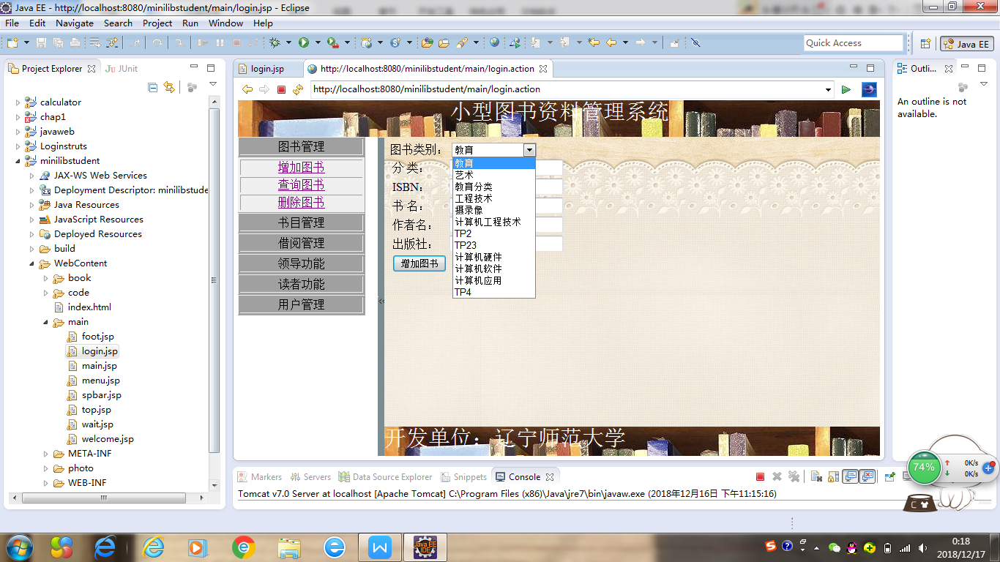 Java EE - http://localhost:8080/minilibstudent/main/login.jsp - Eclipse
File Edit Navigate Search Project Run Window Help
Quick Access
Java EE
Project Explorer
JUnit
calculator
chap1
javaweb
Loginstruts
minilibstudent
JAX-WS Web Services
Deployment Descriptor: minilibstude
Java Resources
JavaScript Resources
Deployed Resources
build
WebContent
book
code
index.html
main
foot.jsp
login.jsp
main.jsp
menu.jsp
spbar.jsp
top.jsp
wait.jsp
welcome.jsp
META-INF
photo
WEB-INF
login.jsp
http://localhost:8080/minilibstudent/main/login.action
http://localhost:8080/minilibstudent/main/login.action
小型图书资料管理系统
图书管理
增加图书
查询图书
删除图书
书目管理
借阅管理
领导功能
读者功能
用户管理
图书类别： 教育
分 类：
ISBN：
书 名：
作者名：
出版社：
增加图书
教育
艺术
教育分类
工程技术
摄录像
计算机工程技术
TP2
TP23
计算机硬件
计算机软件
计算机应用
TP4
开发单位：辽宁师范大学
Outli...
An outline is not
available.
Markers
Servers
Data Source Explorer
Snippets
Console
Tomcat v7.0 Server at localhost [Apache Tomcat] C:\Program Files (x86)\Java\jre7\bin\javaw.exe (2018年12月16日 下午11:15:16)
74%
0K/s
0K/s
Java EE
IDE
0:18
2018/12/17